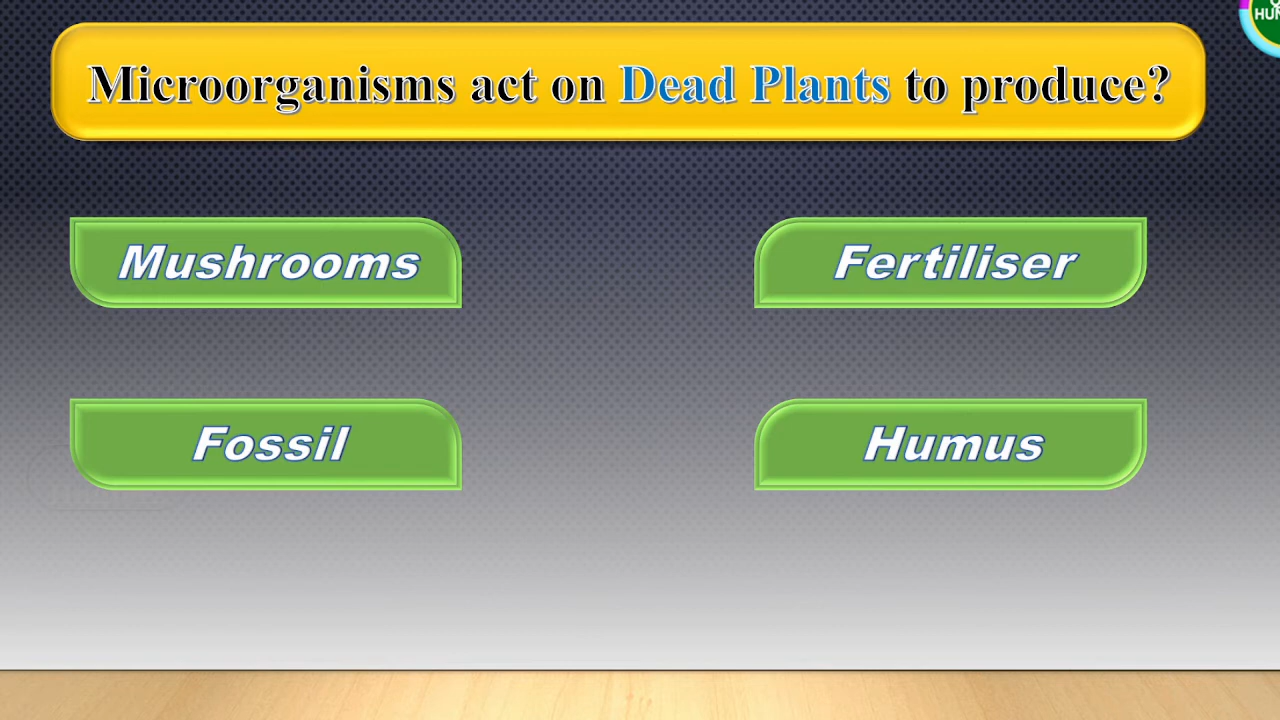 Microorganisms act on Dead Plants to produce?
Mushrooms
Fertiliser
Fossil
Humus